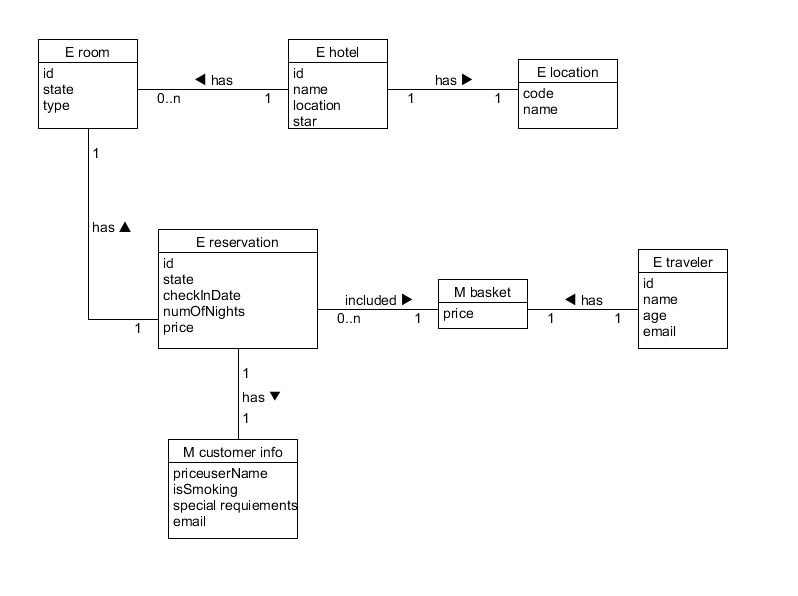 E room
id
state
type
◀ has
0..n
1
E hotel
id
name
location
star
has ▶
1
1
E location
code
name
1
has ▲
1
E reservation
id
state
checkInDate
numOfNights
price
included ▶
0..n
1
M basket
price
◀ has
1
1
E traveler
id
name
age
email
1
has ▼
1
M customer info
priceuserName
isSmoking
special requiements
email